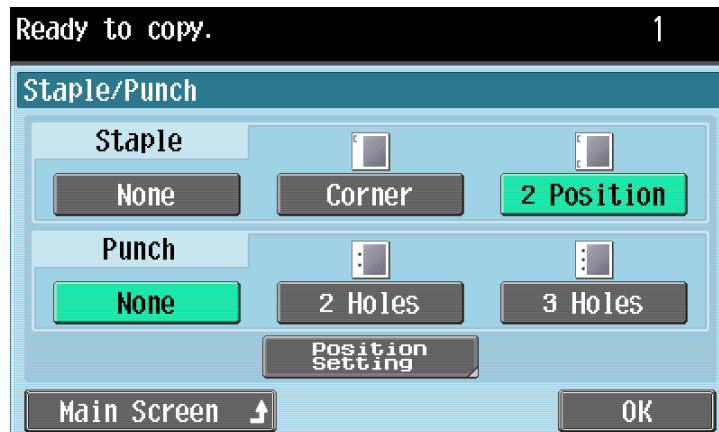 Ready to copy. 1
Staple/Punch
Staple
None Corner 2 Position
Punch
None 2 Holes 3 Holes
Position
Setting
Main Screen OK